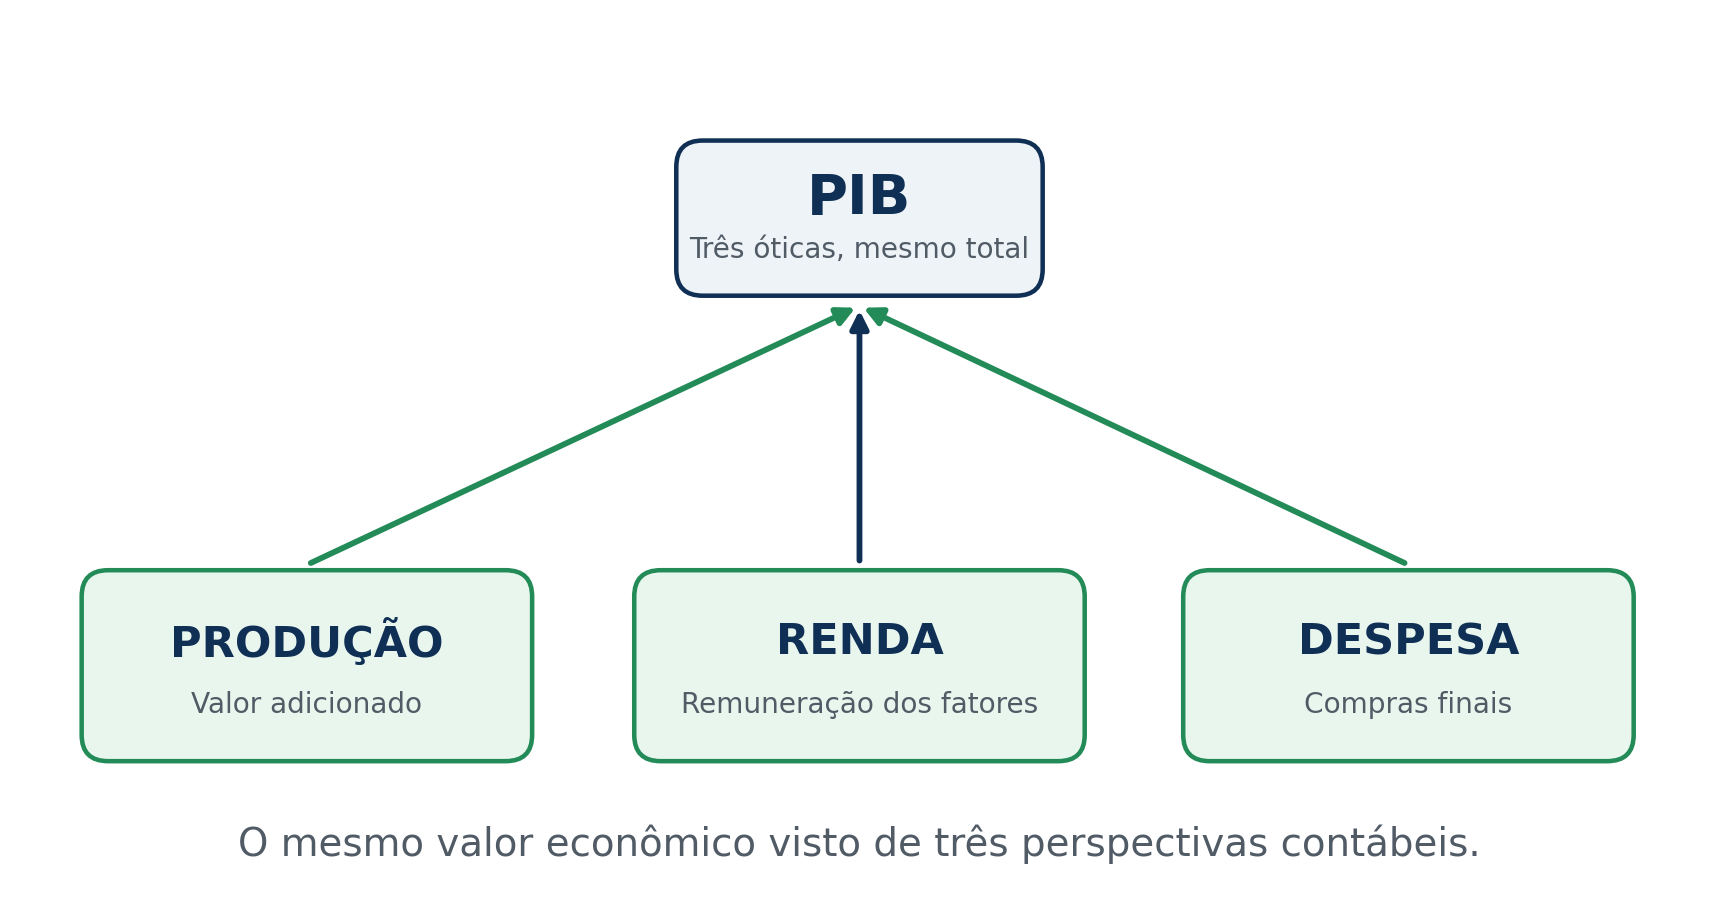 PIB
Três óticas, mesmo total
PRODUÇÃO
Valor adicionado
RENDA
Remuneração dos fatores
DESPESA
Compras finais
O mesmo valor econômico visto de três perspectivas contábeis.